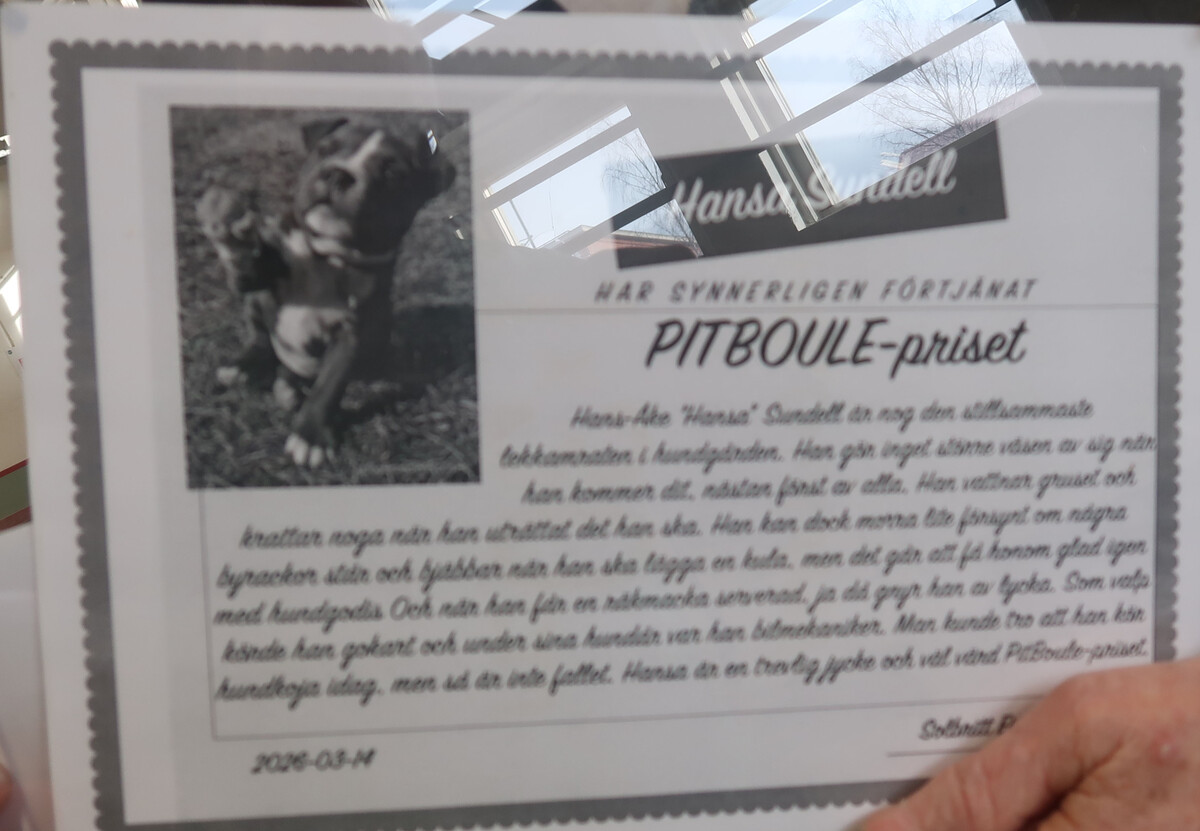 Hansa Sundell
HAR SYNNERLIGEN FÖRTJÄNAT
PITBOULE-priset
Hans-Åke "Hansa" Sundell är nog den stillsammaste
lekkamraten i hundgården. Han gör inget större väsen av sig när
han kommer dit, nästan först av alla. Han vattnar gruset och
krattar noga när han uträttat det han ska. Han kan dock morra lite försynt om några
byrackor står och bjäbbar när han ska lägga en kula, men det går att få honom glad igen
med hundgodis. Och när han får en räkmacka serverad, ja då gnyr han av lycka. Som valp
körde han gokart och under sina hundår var han bilmekaniker. Man kunde tro att han kör
hundkoja idag, men så är inte fallet. Hansa är en trevlig jycke och väl värd PitBoule-priset.
2026-03-14
Solbritt